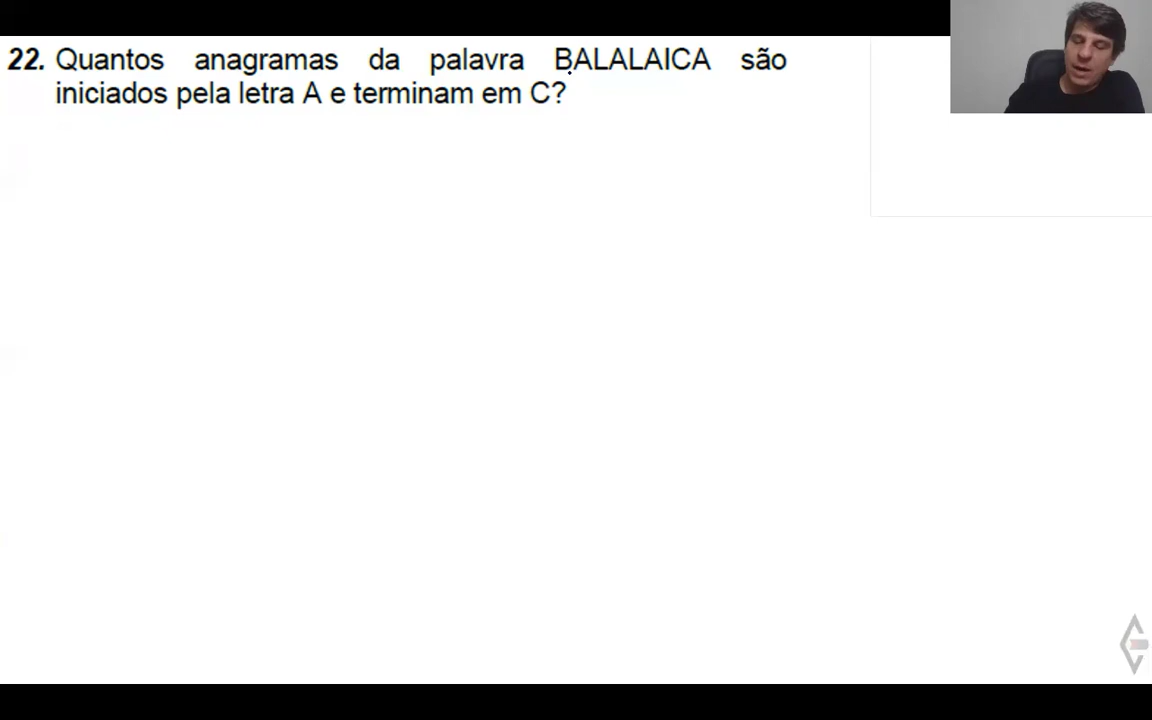 22. Quantos anagramas da palavra BALALAICA são
iniciados pela letra A e terminam em C?